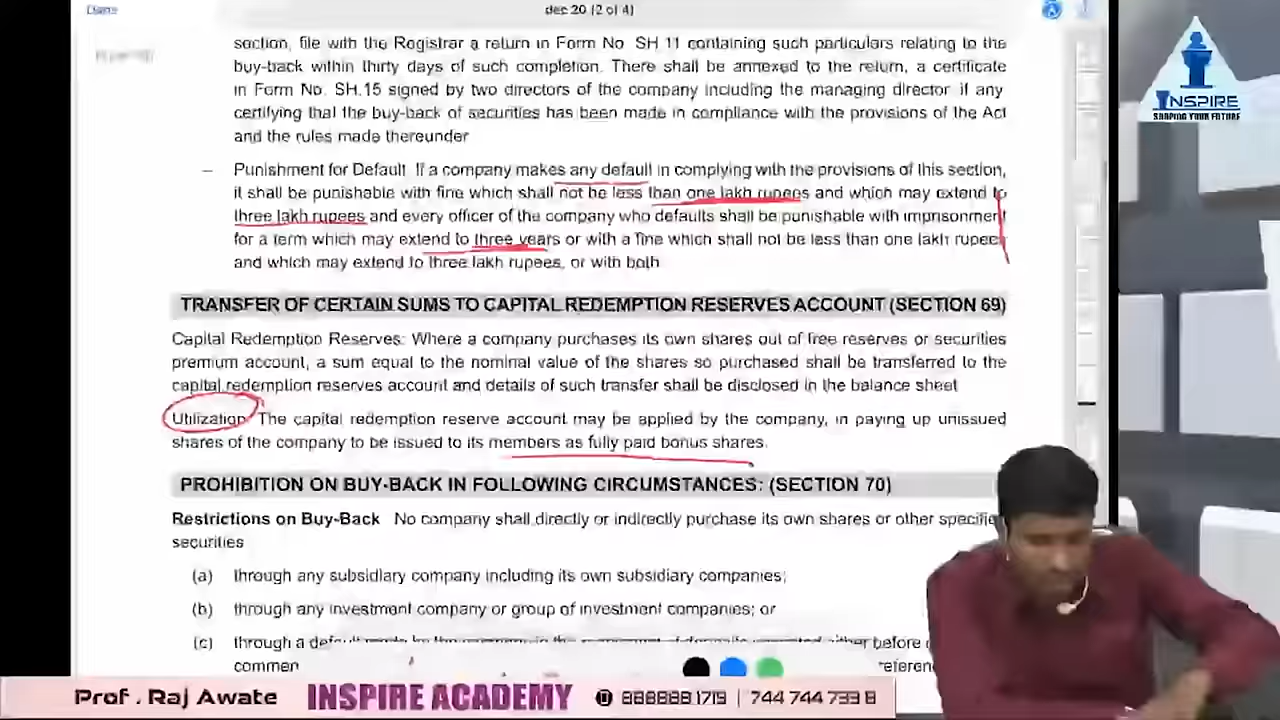 dec 20 (2 of 4)
section, file with the Registrar a return in Form No. SH 11 containing such particulars relating to the
buy-back within thirty days of such completion. There shall be annexed to the return, a certificate
in Form No. SH.15 signed by two directors of the company including the managing director if any
certifying that the buy-back of securities has been made in compliance with the provisions of the Act
and the rules made thereunder
– Punishment for Default If a company makes any default in complying with the provisions of this section,
it shall be punishable with fine which shall not be less than one lakh rupees and which may extend to
three lakh rupees and every officer of the company who defaults shall be punishable with imprisonment
for a term which may extend to three years or with a fine which shall not be less than one lakh rupees
and which may extend to three lakh rupees, or with both
TRANSFER OF CERTAIN SUMS TO CAPITAL REDEMPTION RESERVES ACCOUNT (SECTION 69)
Capital Redemption Reserves: Where a company purchases its own shares out of free reserves or securities
premium account, a sum equal to the nominal value of the shares so purchased shall be transferred to the
capital redemption reserves account and details of such transfer shall be disclosed in the balance sheet
Utilization The capital redemption reserve account may be applied by the company, in paying up unissued
shares of the company to be issued to its members as fully paid bonus shares.
PROHIBITION ON BUY-BACK IN FOLLOWING CIRCUMSTANCES: (SECTION 70)
Restrictions on Buy-Back No company shall directly or indirectly purchase its own shares or other specifie
securities
(a) through any subsidiary company including its own subsidiary companies;
(b) through any investment company or group of investment companies; or
(c) through a before
commen
INSPIRE
SHAPING YOUR FUTURE
Prof . Raj Awate INSPIRE ACADEMY 888888 1719 | 744 744 733 8